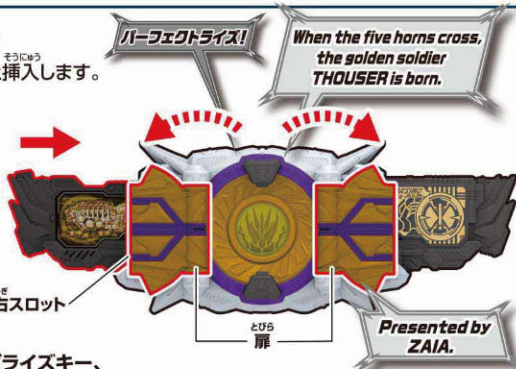 パーフェクトライズ!
When the five horns cross,
the golden soldier
THOUSER is born.
そうにゅう
挿入します。
右スロット
とびら
扉
Presented by
ZAIA.
ライズキー、